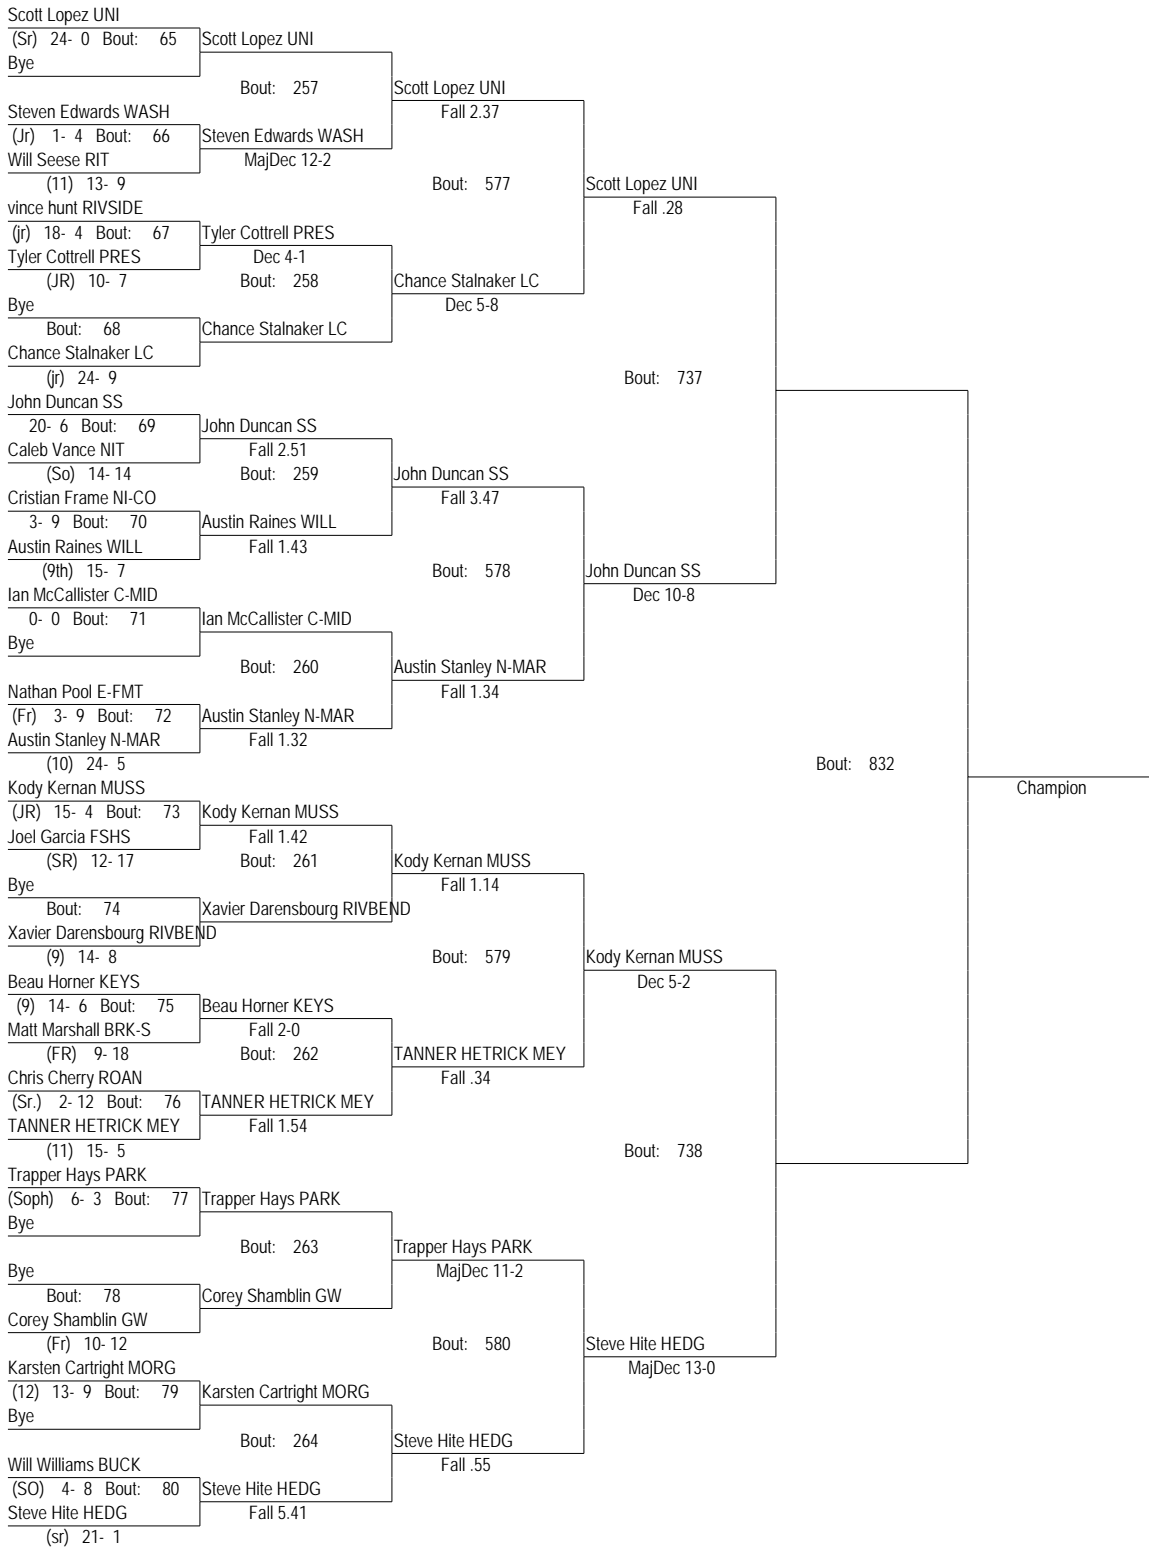 Scott Lopez UNI
(Sr) 24- 0 Bout: 65 Scott Lopez UNI
Bye
Bout: 257 Scott Lopez UNI
Steven Edwards WASH Fall 2.37
(Jr) 1- 4 Bout: 66 Steven Edwards WASH
Will Seese RIT MajDec 12-2
(11) 13- 9 Bout: 577 Scott Lopez UNI
vince hunt RIVSIDE Fall .28
(jr) 18- 4 Bout: 67 Tyler Cottrell PRES
Tyler Cottrell PRES Dec 4-1
(JR) 10- 7 Bout: 258 Chance Stalnaker LC
Bye Dec 5-8
Bout: 68 Chance Stalnaker LC
Chance Stalnaker LC
(jr) 24- 9 Bout: 737
John Duncan SS
20- 6 Bout: 69 John Duncan SS
Caleb Vance NIT Fall 2.51
(So) 14- 14 Bout: 259 John Duncan SS
Cristian Frame NI-CO Fall 3.47
3- 9 Bout: 70 Austin Raines WILL
Austin Raines WILL Fall 1.43
(9th) 15- 7 Bout: 578 John Duncan SS
Ian McCallister C-MID Dec 10-8
0- 0 Bout: 71 Ian McCallister C-MID
Bye
Bout: 260 Austin Stanley N-MAR
Nathan Pool E-FMT Fall 1.34
(Fr) 3- 9 Bout: 72 Austin Stanley N-MAR
Austin Stanley N-MAR Fall 1.32
(10) 24- 5 Bout: 832
Kody Kernan MUSS Champion
(JR) 15- 4 Bout: 73 Kody Kernan MUSS
Joel Garcia FSHS Fall 1.42
(SR) 12- 17 Bout: 261 Kody Kernan MUSS
Bye Fall 1.14
Bout: 74 Xavier Darensbourg RIVBEND
Xavier Darensbourg RIVBEND
(9) 14- 8 Bout: 579 Kody Kernan MUSS
Beau Horner KEYS Dec 5-2
(9) 14- 6 Bout: 75 Beau Horner KEYS
Matt Marshall BRK-S Fall 2-0
(FR) 9- 18 Bout: 262 TANNER HETRICK MEY
Chris Cherry ROAN Fall .34
(Sr.) 2- 12 Bout: 76 TANNER HETRICK MEY
TANNER HETRICK MEY Fall 1.54
(11) 15- 5 Bout: 738
Trapper Hays PARK
(Soph) 6- 3 Bout: 77 Trapper Hays PARK
Bye
Bout: 263 Trapper Hays PARK
Bye MajDec 11-2
Bout: 78 Corey Shamblin GW
Corey Shamblin GW
(Fr) 10- 12 Bout: 580 Steve Hite HEDG
Karsten Cartright MORG MajDec 13-0
(12) 13- 9 Bout: 79 Karsten Cartright MORG
Bye
Bout: 264 Steve Hite HEDG
Will Williams BUCK Fall .55
(SO) 4- 8 Bout: 80 Steve Hite HEDG
Steve Hite HEDG Fall 5.41
(sr) 21- 1